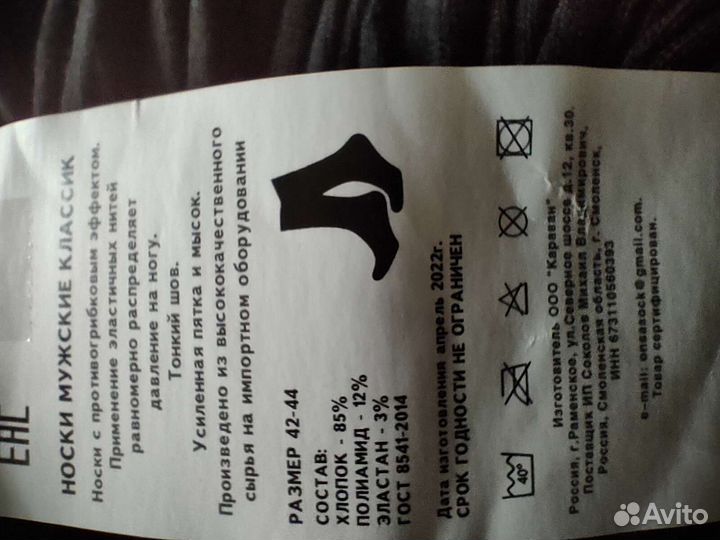 ЕАС
НОСКИ МУЖСКИЕ КЛАССИК
Носки с противогрибковым эффектом.
Применение эластичных нитей
равномерно распределяет
давление на ногу.
Тонкий шов.
Усиленная пятка и мысок.
Произведено из высококачественного
сырья на импортном оборудовании
РАЗМЕР 42-44
СОСТАВ:
ХЛОПОК - 85%
ПОЛИАМИД - 12%
ЭЛАСТАН - 3%
ГОСТ 8541-2014
Дата изготовления апрель 2022г.
СРОК ГОДНОСТИ НЕ ОГРАНИЧЕН
40°
Изготовитель ООО "Караван"
Россия, г.Раменское, ул.Северное шоссе д.12, кв.30.
Поставщик ИП Соколов Михаил Владимирович,
Россия, Смоленская область, г. Смоленск,
ИНН 673110560393
e-mail: onsasock@gmail.com.
Товар сертифицирован.
Avito